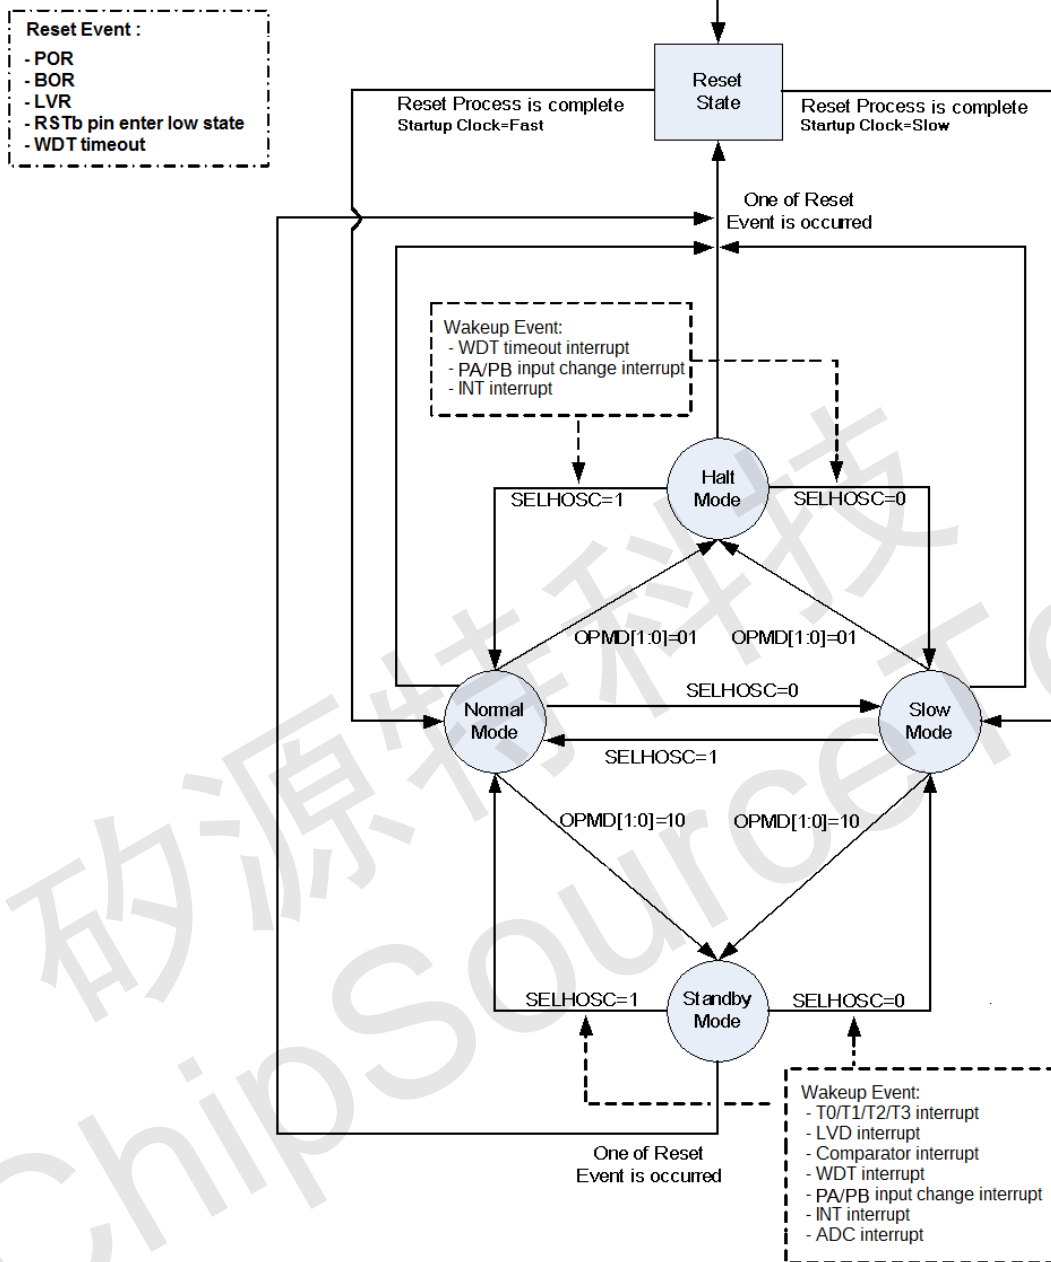 Reset Event :
- POR
- BOR
- LVR
- RSTb pin enter low state
- WDT timeout
Reset
State
Reset Process is complete
Startup Clock=Fast
Reset Process is complete
Startup Clock=Slow
One of Reset
Event is occurred
Wakeup Event:
- WDT timeout interrupt
- PA/PB input change interrupt
- INT interrupt
Halt
Mode
SELHOSC=1
SELHOSC=0
OPMD[1:0]=01
OPMD[1:0]=01
SELHOSC=0
Normal
Mode
Slow
Mode
SELHOSC=1
OPMD[1:0]=10
OPMD[1:0]=10
SELHOSC=1
Standby
Mode
SELHOSC=0
Wakeup Event:
- T0/T1/T2/T3 interrupt
- LVD interrupt
- Comparator interrupt
- WDT interrupt
- PA/PB input change interrupt
- INT interrupt
- ADC interrupt
One of Reset
Event is occurred
矽源特科技
ChipSourceTe